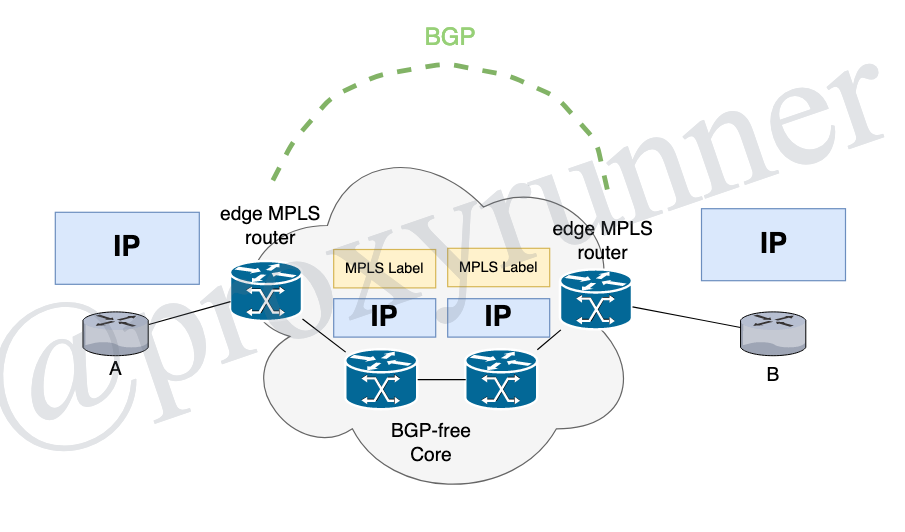 BGP
edge MPLS
router
edge MPLS
router
IP
IP
MPLS Label
MPLS Label
IP
IP
A
B
BGP-free
Core
@proxyrunner